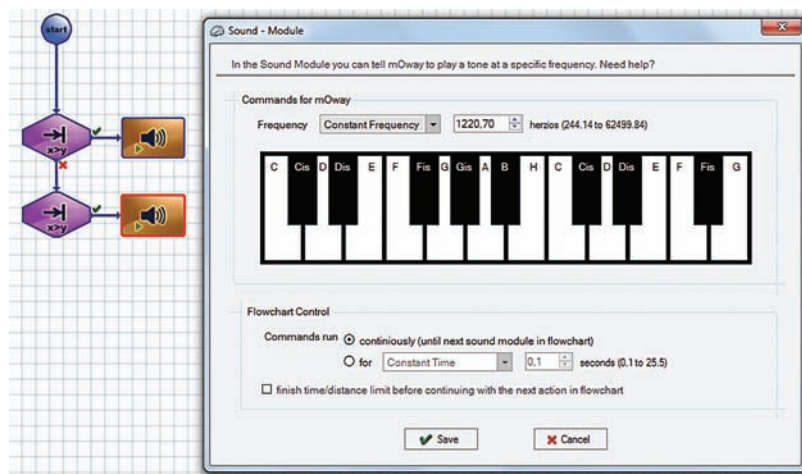 start
x>y
x>y
Sound - Module
In the Sound Module you can tell mOway to play a tone at a specific frequency. Need help?
Commands for mOway
Frequency Constant Frequency 1220,70 herzios (244.14 to 62499.84)
C Cis D Dis E F Fis G Gis A B H C Cis D Dis E F Fis G
Flowchart Control
Commands run continiously (until next sound module in flowchart)
for Constant Time 0.1 seconds (0.1 to 25.5)
finish time/distance limit before continuing with the next action in flowchart
Save Cancel